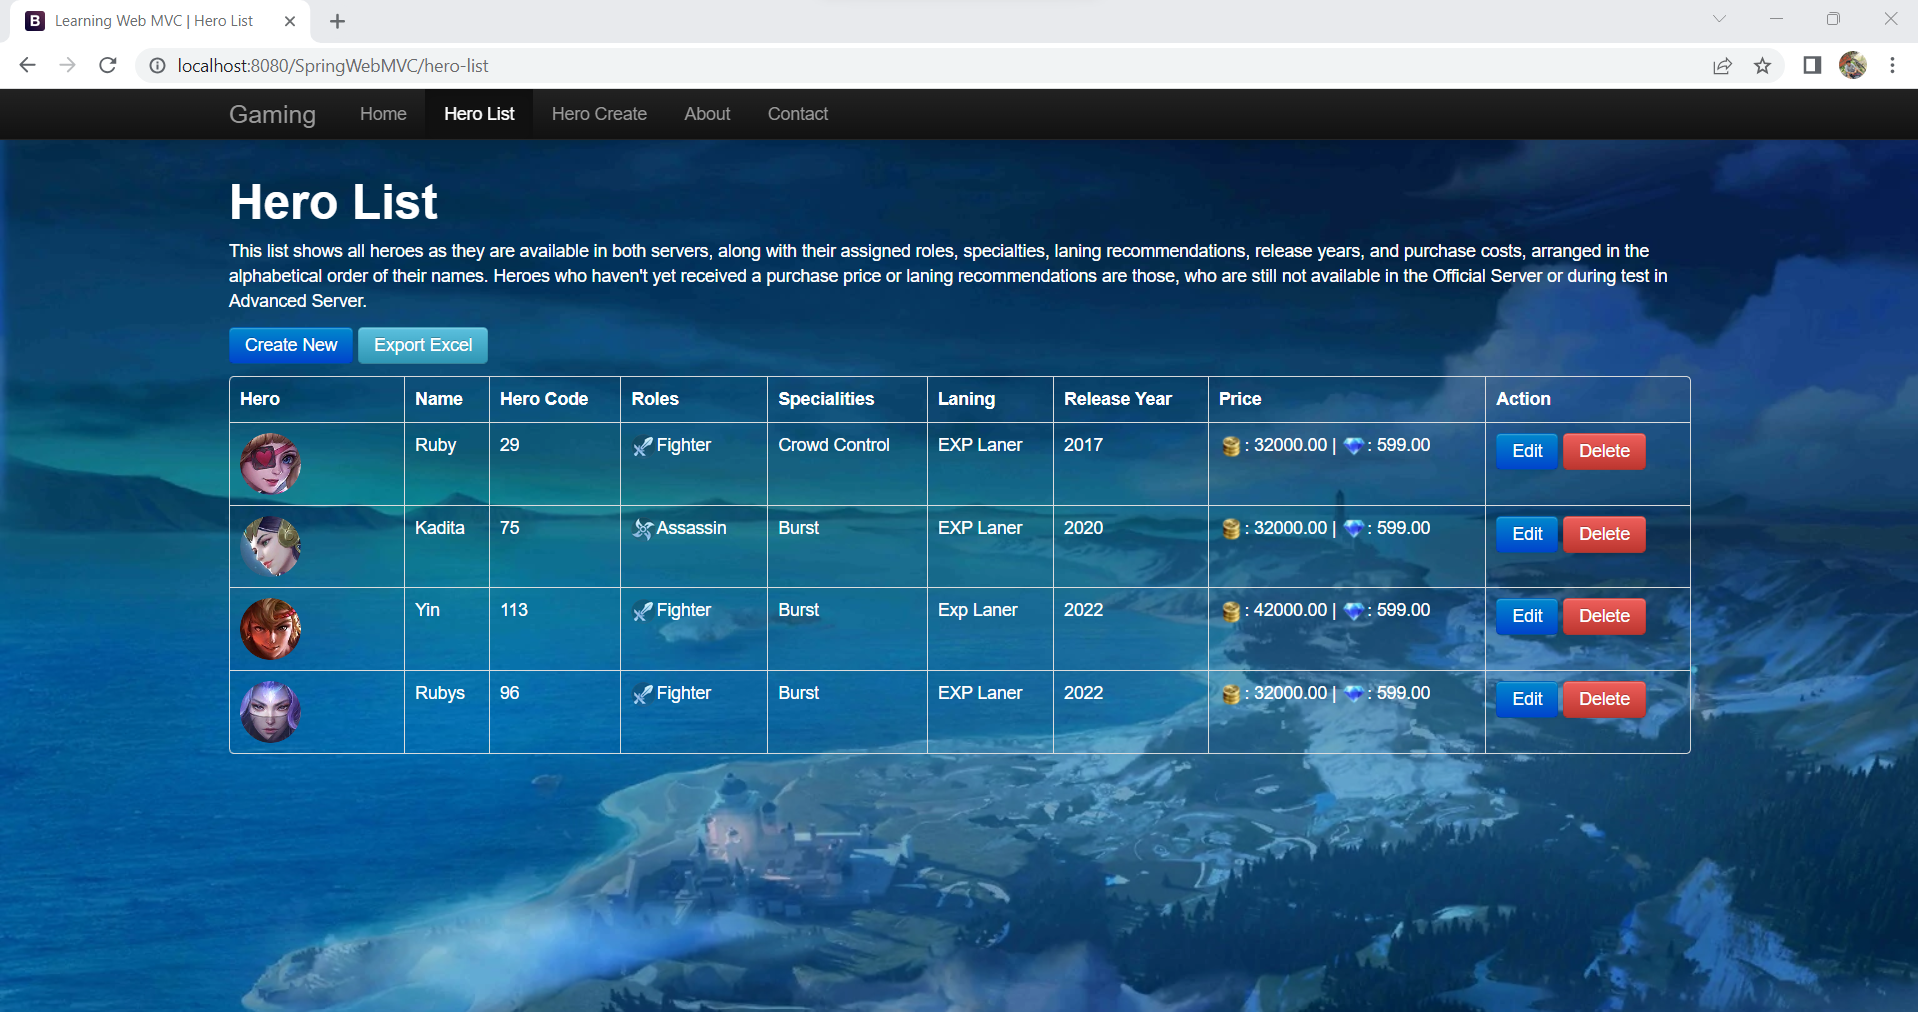 B Learning Web MVC | Hero List
localhost:8080/SpringWebMVC/hero-list
Gaming Home Hero List Hero Create About Contact
Hero List
This list shows all heroes as they are available in both servers, along with their assigned roles, specialties, laning recommendations, release years, and purchase costs, arranged in the
alphabetical order of their names. Heroes who haven't yet received a purchase price or laning recommendations are those, who are still not available in the Official Server or during test in
Advanced Server.
Create New Export Excel
Hero Name Hero Code Roles Specialities Laning Release Year Price Action
Ruby 29 Fighter Crowd Control EXP Laner 2017 : 32000.00 | : 599.00 Edit Delete
Kadita 75 Assassin Burst EXP Laner 2020 : 32000.00 | : 599.00 Edit Delete
Yin 113 Fighter Burst Exp Laner 2022 : 42000.00 | : 599.00 Edit Delete
Rubys 96 Fighter Burst EXP Laner 2022 : 32000.00 | : 599.00 Edit Delete